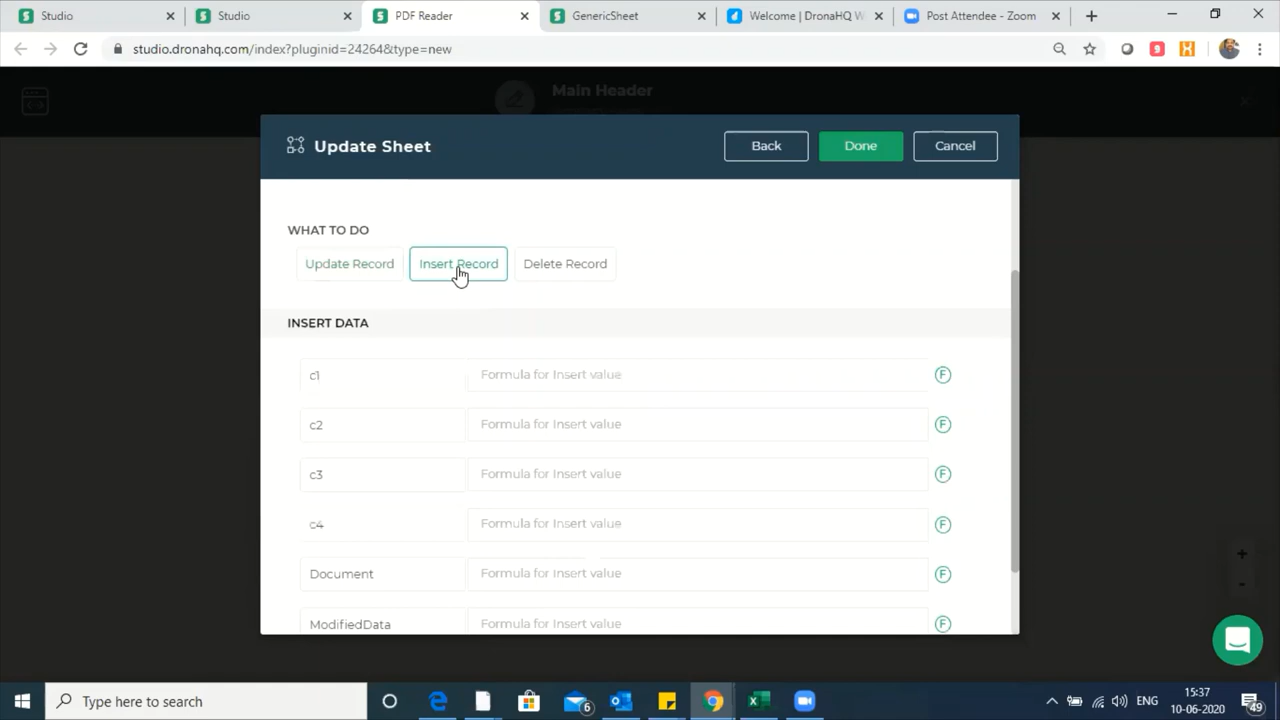 Studio
Studio
PDF Reader
GenericSheet
Welcome | DronaHQ W
Post Attendee - Zoom
studio.dronahq.com/index?pluginid=24264&type=new
9
Main Header
Update Sheet
Back
Done
Cancel
WHAT TO DO
Update Record
Insert Record
Delete Record
INSERT DATA
c1
Formula for Insert value
F
c2
Formula for Insert value
F
c3
Formula for Insert value
F
c4
Formula for Insert value
F
Document
Formula for Insert value
F
ModifiedData
Formula for Insert value
F
Type here to search
6
ENG
15:37
10-06-2020
49